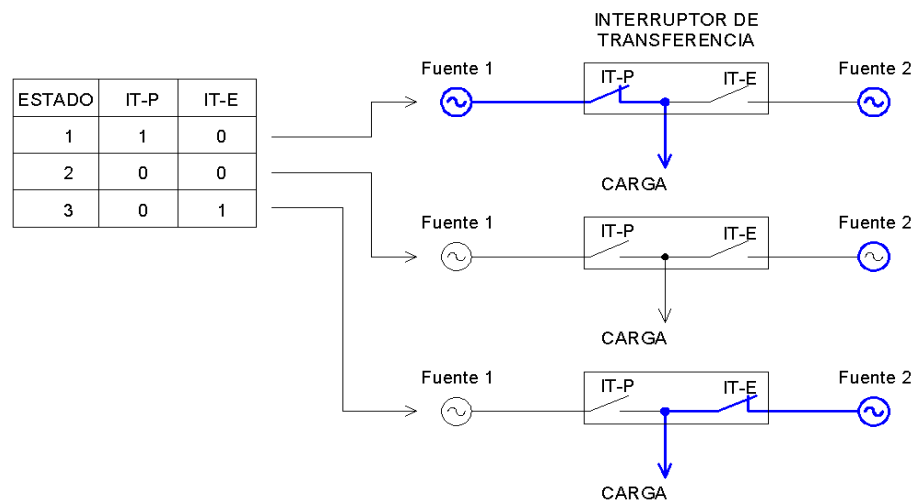 INTERRUPTOR DE
TRANSFERENCIA
ESTADO IT-P IT-E
1 1 0
2 0 0
3 0 1
Fuente 1 IT-P IT-E Fuente 2
CARGA
Fuente 1 IT-P IT-E Fuente 2
CARGA
Fuente 1 IT-P IT-E Fuente 2
CARGA